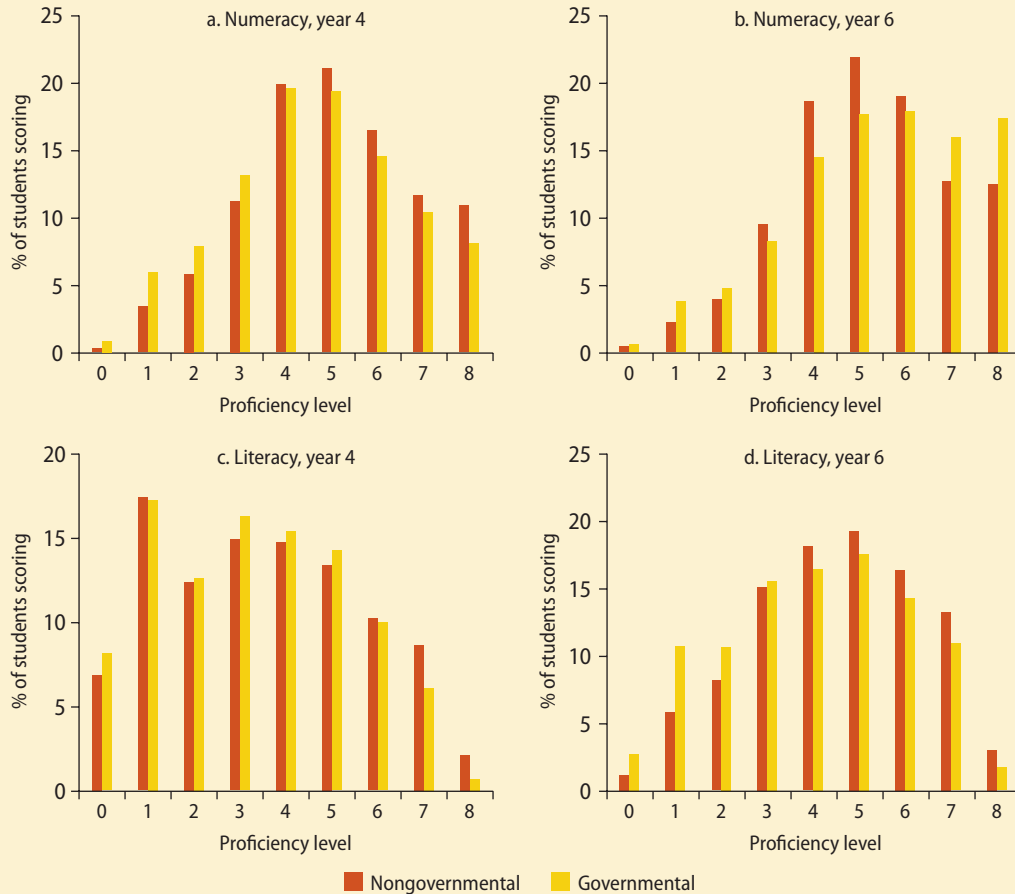 a. Numeracy, year 4
% of students scoring
25
20
15
10
5
0
0 1 2 3 4 5 6 7 8
Proficiency level
b. Numeracy, year 6
% of students scoring
25
20
15
10
5
0
0 1 2 3 4 5 6 7 8
Proficiency level
c. Literacy, year 4
% of students scoring
20
15
10
5
0
0 1 2 3 4 5 6 7 8
Proficiency level
d. Literacy, year 6
% of students scoring
25
20
15
10
5
0
0 1 2 3 4 5 6 7 8
Proficiency level
Nongovernmental Governmental